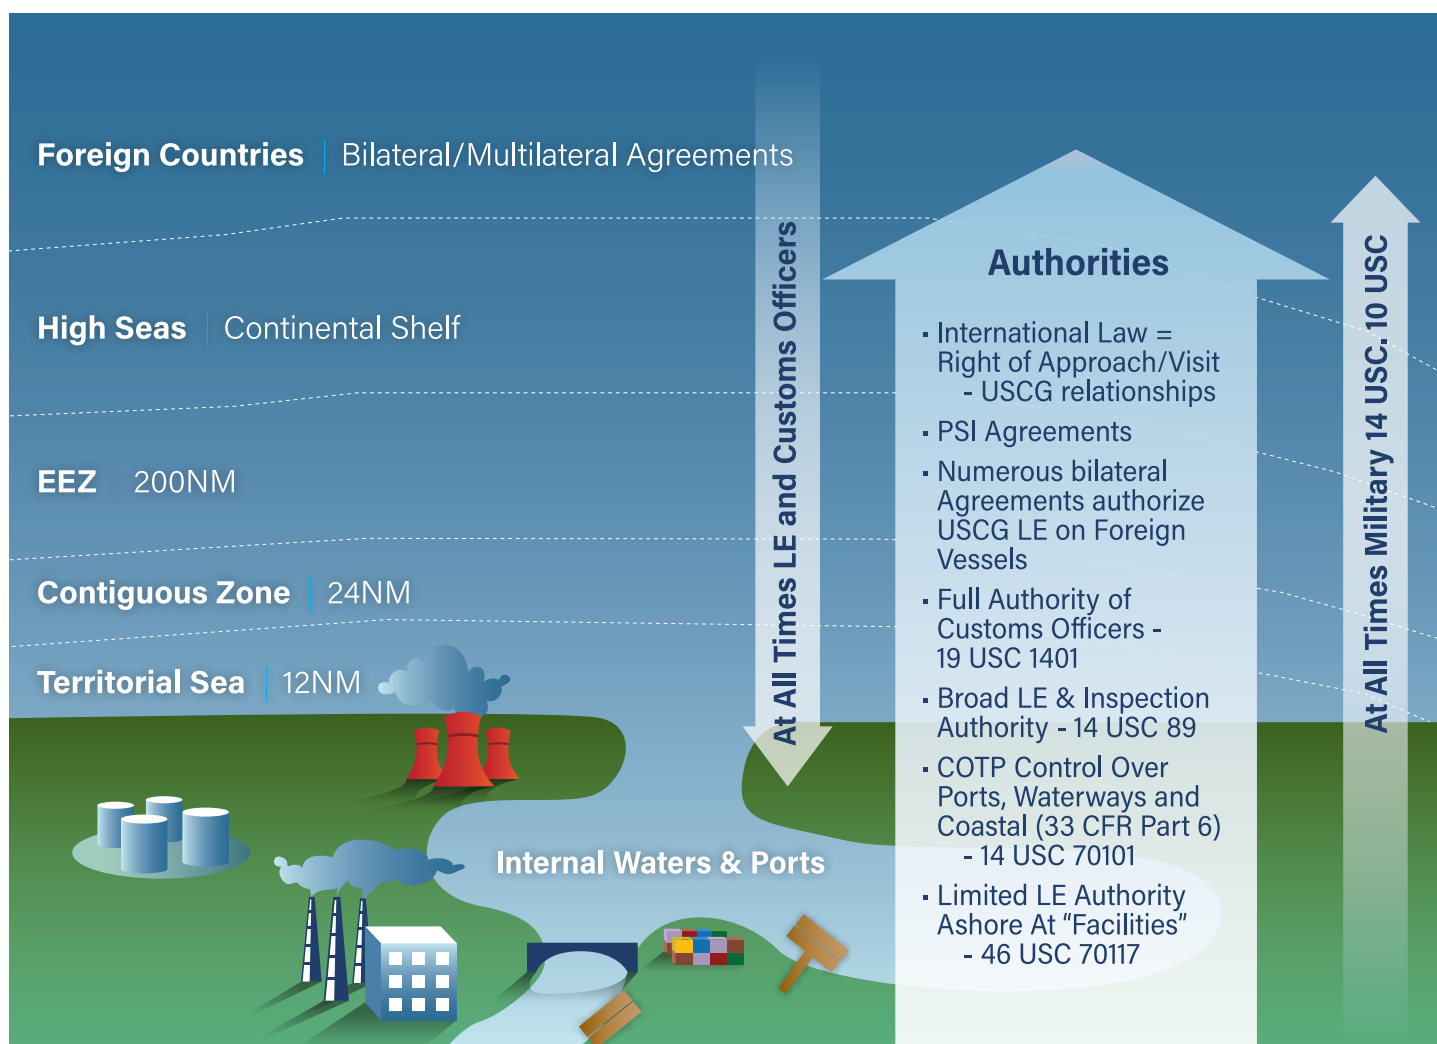 Foreign Countries | Bilateral/Multilateral Agreements
High Seas | Continental Shelf
EEZ | 200NM
Contiguous Zone | 24NM
Territorial Sea | 12NM
Internal Waters & Ports
At All Times LE and Customs Officers
Authorities
▪ International Law =
Right of Approach/Visit
- USCG relationships
▪ PSI Agreements
▪ Numerous bilateral
Agreements authorize
USCG LE on Foreign
Vessels
▪ Full Authority of
Customs Officers -
19 USC 1401
▪ Broad LE & Inspection
Authority - 14 USC 89
▪ COTP Control Over
Ports, Waterways and
Coastal (33 CFR Part 6)
- 14 USC 70101
▪ Limited LE Authority
Ashore At “Facilities”
- 46 USC 70117
At All Times Military 14 USC. 10 USC